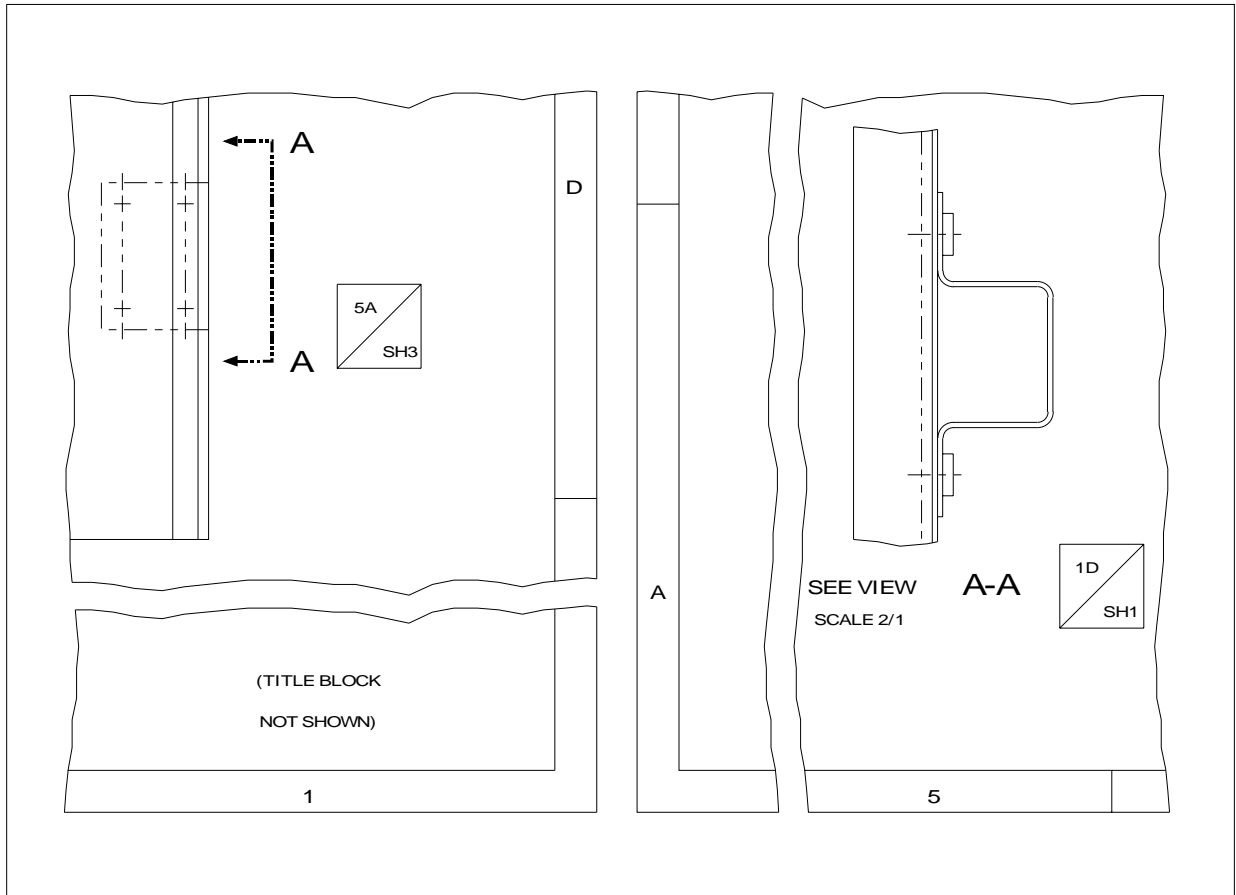 A
D
5A
SH3
A
(TITLE BLOCK
NOT SHOWN)
1
A
SEE VIEW A-A
SCALE 2/1
1D
SH1
5